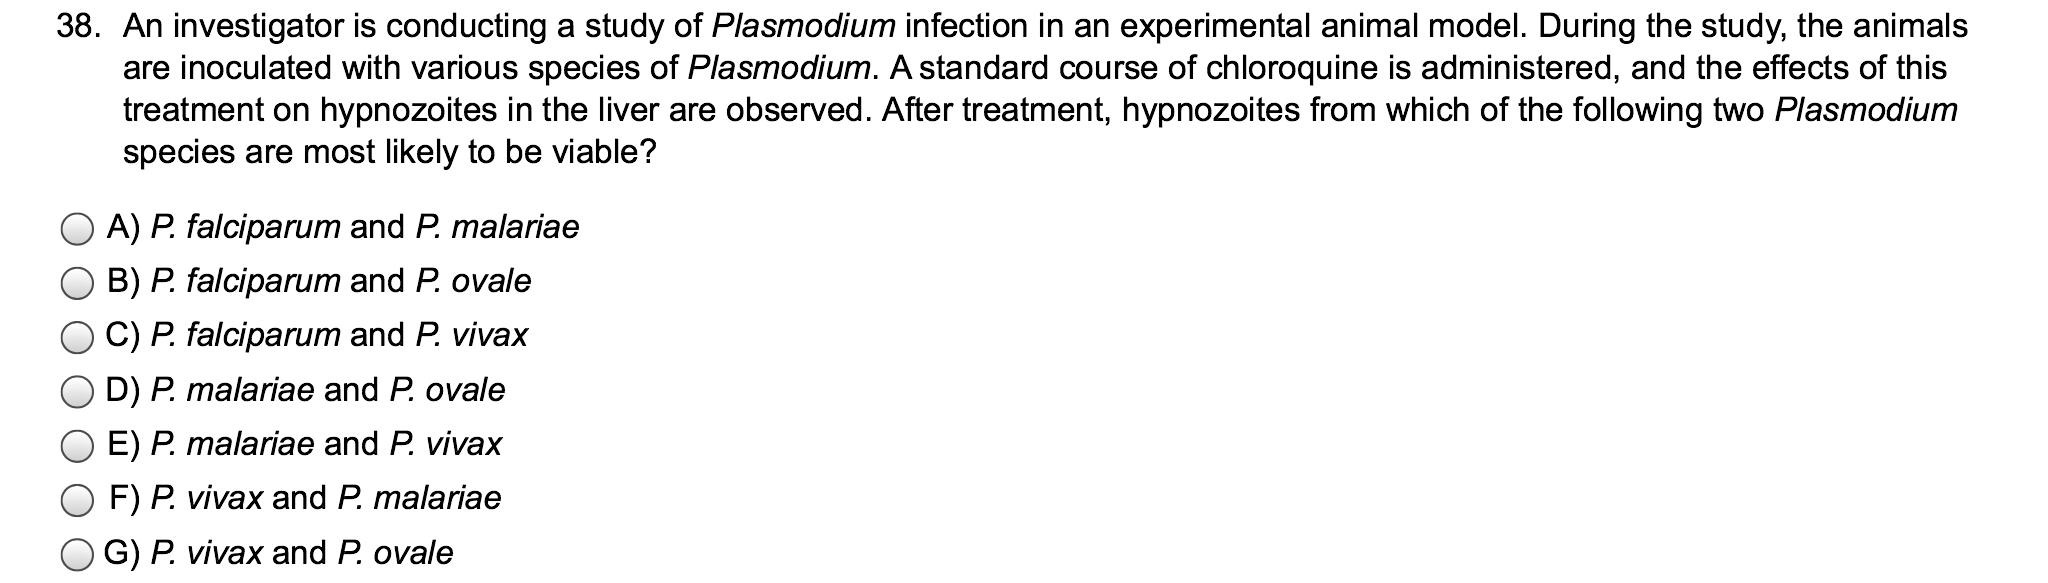 38. An investigator is conducting a study of Plasmodium infection in an experimental animal model. During the study, the animals
are inoculated with various species of Plasmodium. A standard course of chloroquine is administered, and the effects of this
treatment on hypnozoites in the liver are observed. After treatment, hypnozoites from which of the following two Plasmodium
species are most likely to be viable?
A) P. falciparum and P. malariae
B) P. falciparum and P. ovale
C) P. falciparum and P. vivax
D) P. malariae and P. ovale
E) P. malariae and P. vivax
F) P. vivax and P. malariae
G) P. vivax and P. ovale